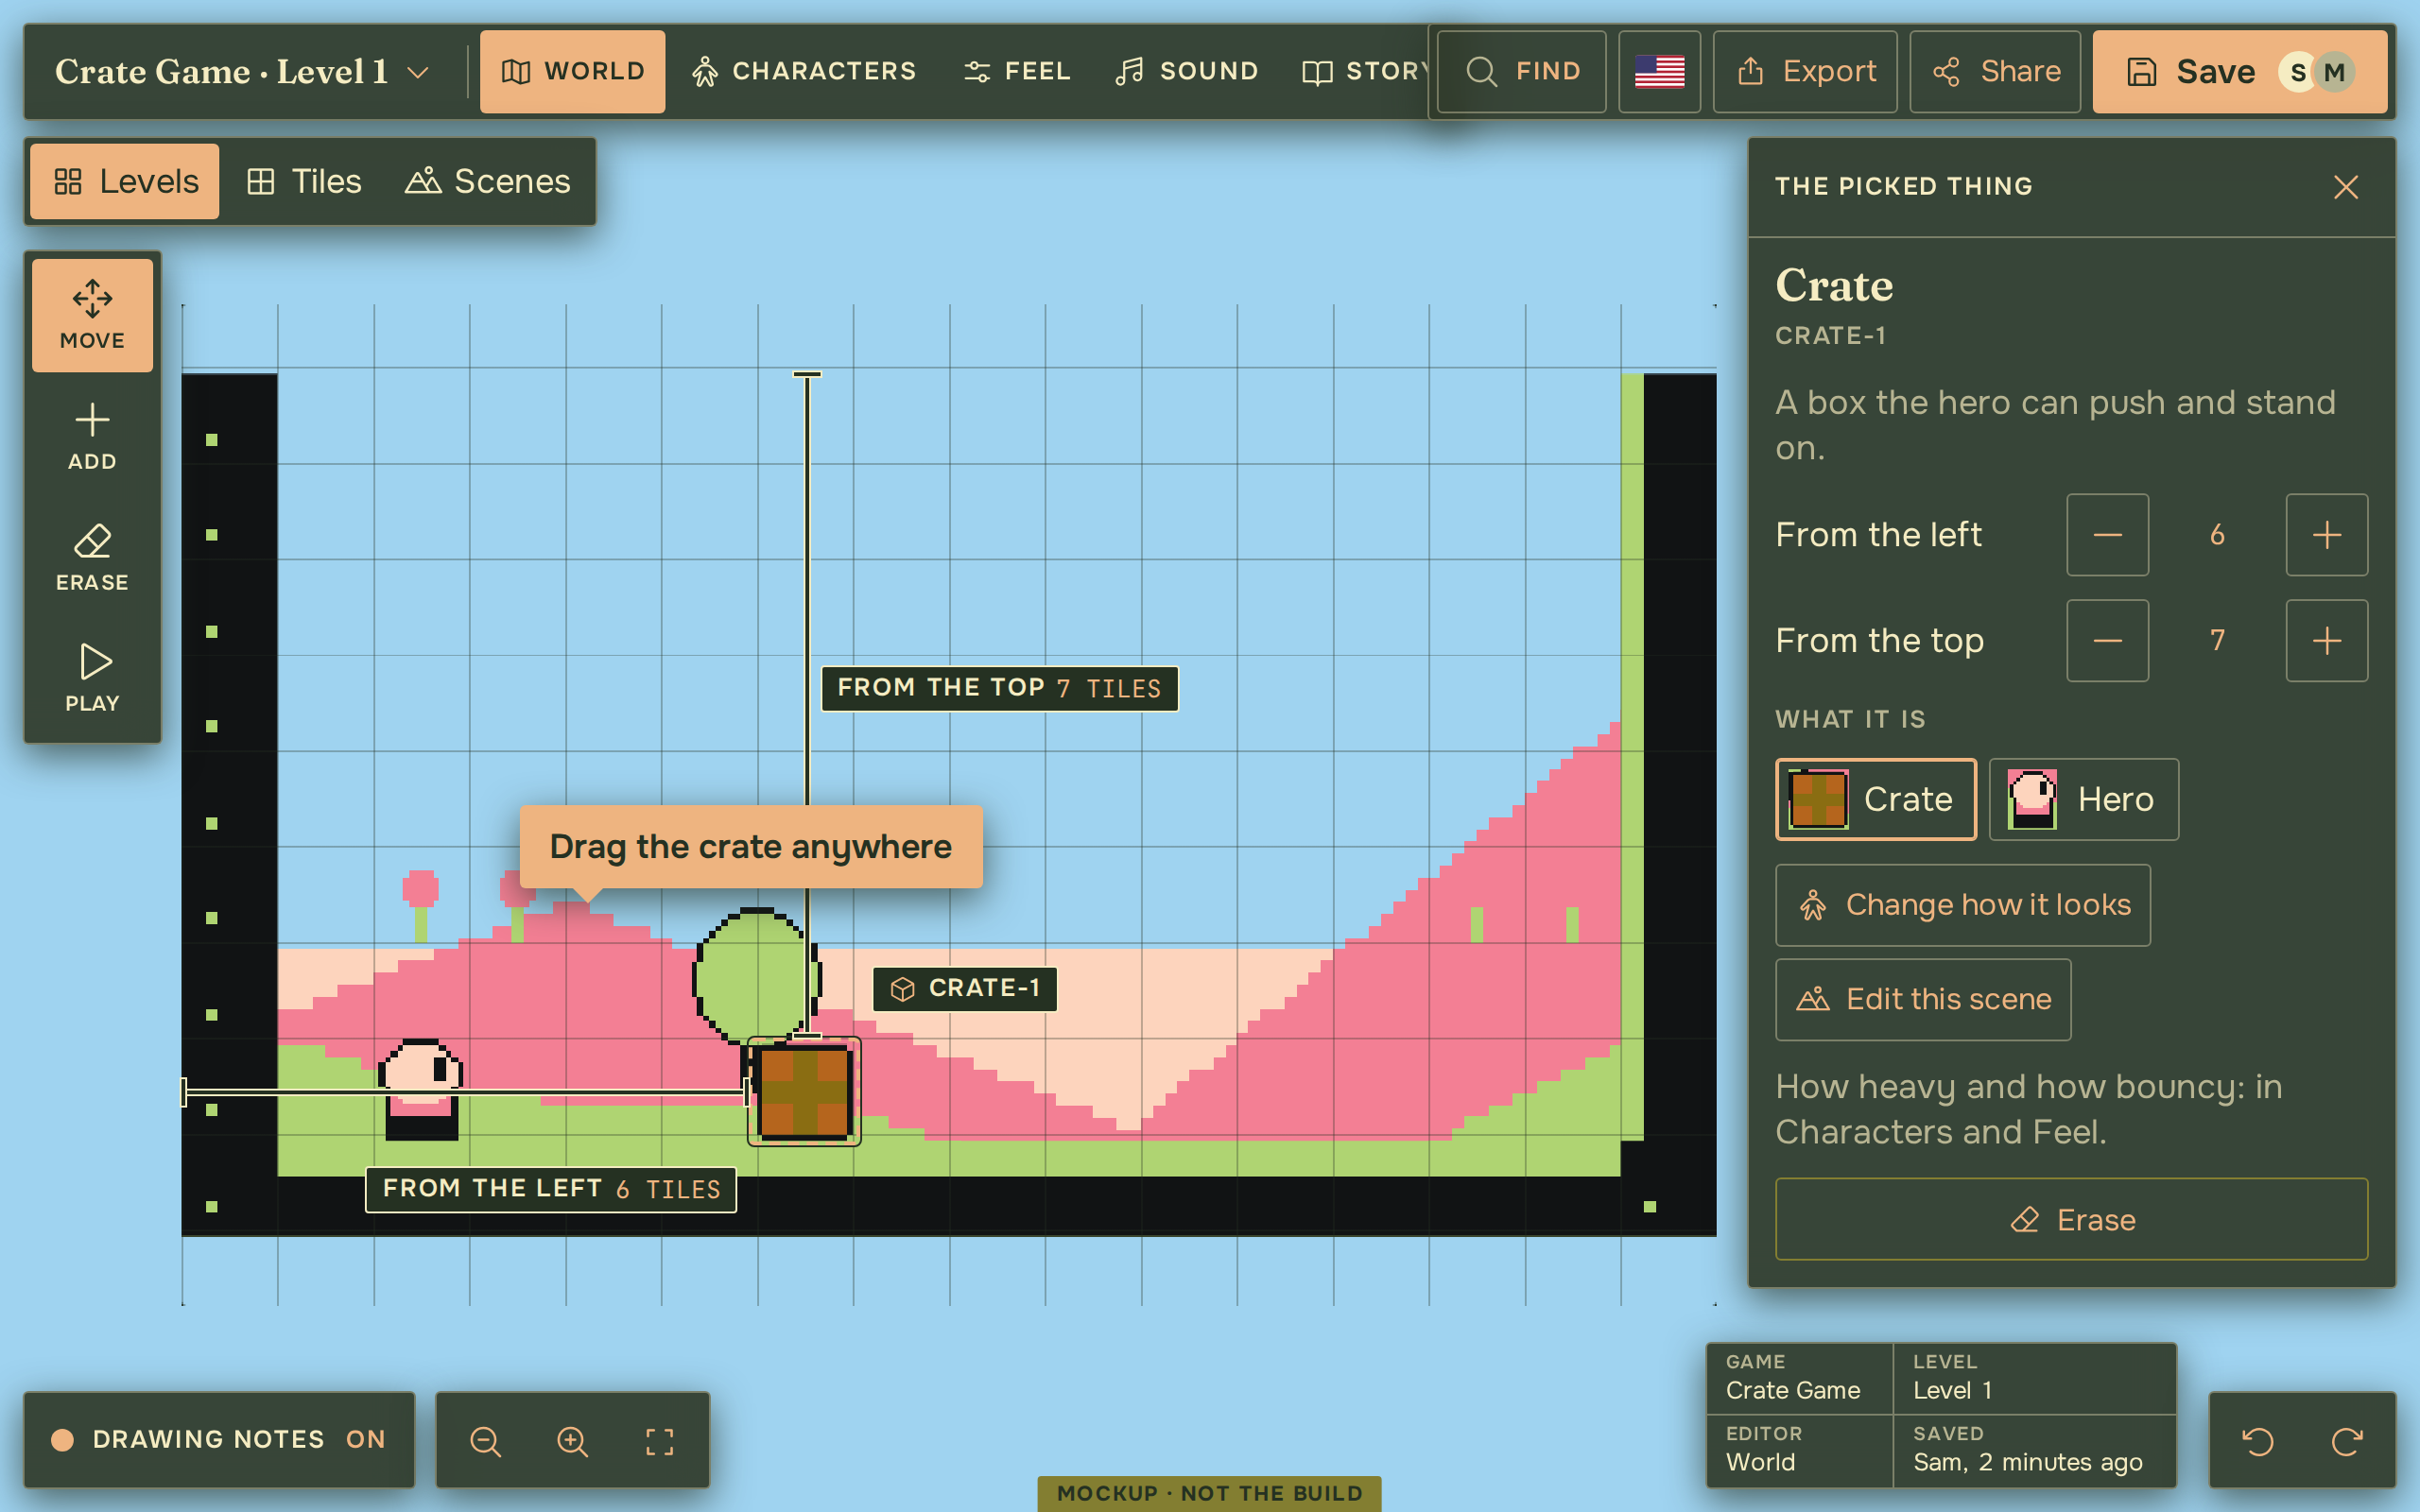 Crate Game · Level 1
WORLD
CHARACTERS
FEEL
SOUND
STORY
FIND
Export
Share
Save
S
M
Levels
Tiles
Scenes
MOVE
ADD
ERASE
PLAY
FROM THE TOP 7 TILES
Drag the crate anywhere
CRATE-1
FROM THE LEFT 6 TILES
THE PICKED THING
Crate
CRATE-1
A box the hero can push and stand
on.
From the left
6
From the top
7
WHAT IT IS
Crate
Hero
Change how it looks
Edit this scene
How heavy and how bouncy: in
Characters and Feel.
Erase
DRAWING NOTES ON
GAME
Crate Game
LEVEL
Level 1
EDITOR
World
SAVED
Sam, 2 minutes ago
MOCKUP · NOT THE BUILD